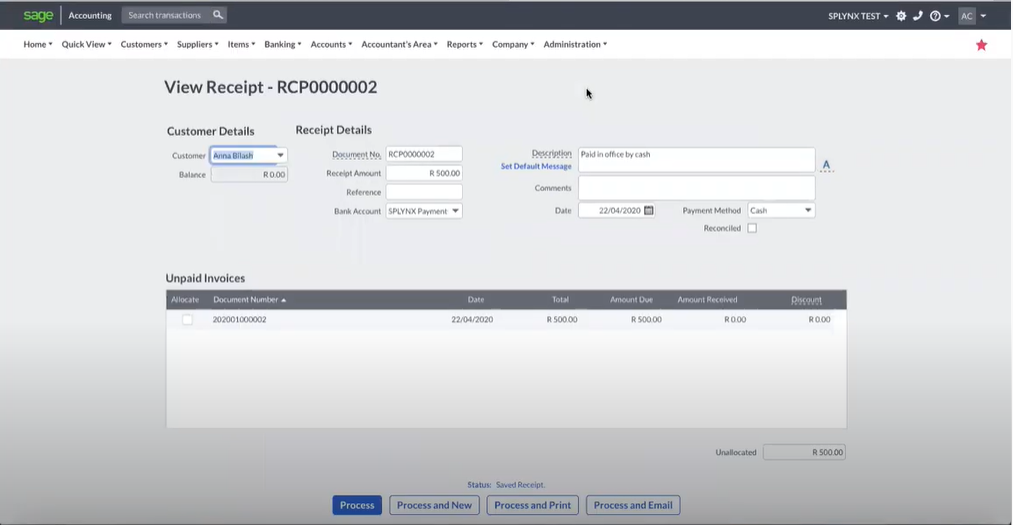 sage Accounting Search transactions SPLYNX TEST AC
Home Quick View Customers Suppliers Items Banking Accounts Accountant's Area Reports Company Administration
View Receipt - RCP0000002
Customer Details Receipt Details
Customer Anna Bilash Document No. RCP0000002 Description Paid in office by cash
Set Default Message A
Balance R 0.00 Receipt Amount R 500.00
Reference Comments
Bank Account SPLYNX Payment Date 22/04/2020 Payment Method Cash
Reconciled
Unpaid Invoices
Allocate Document Number Date Total Amount Due Amount Received Discount
202001000002 22/04/2020 R 500.00 R 500.00 R 0.00 R 0.00
Unallocated R 500.00
Status: Saved Receipt.
Process Process and New Process and Print Process and Email